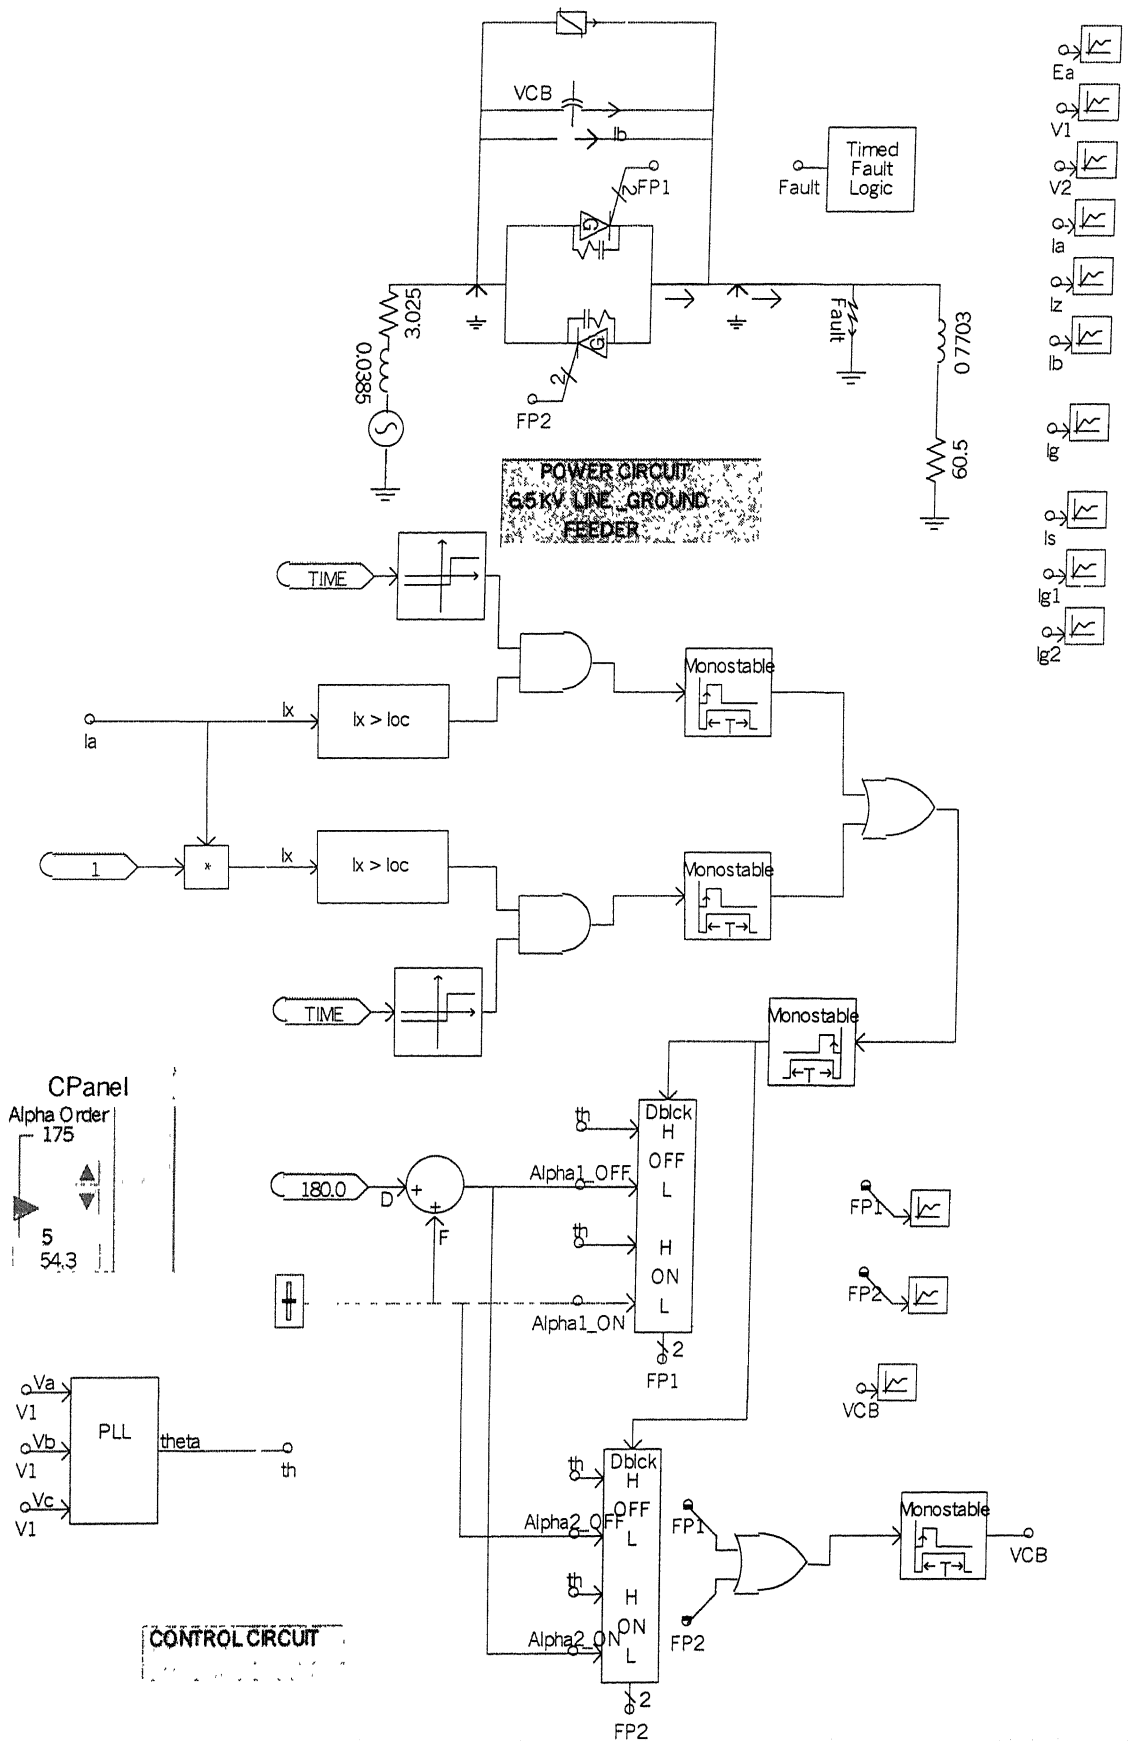 VCB
Ib
2
FP1
Fault
Timed
Fault
Logic
G
3.025
0.0385
G
2
FP2
Fault
0.7703
60.5
Ea
V1
V2
Ia
Iz
Ib
Ig
Is
Ig1
Ig2
POWER CIRCUIT
6.5 KV LINE_GROUND
FEEDER
TIME
Monostable
T
Ia
Ix
Ix > Ioc
1
*
Ix
Ix > Ioc
Monostable
T
TIME
Monostable
T
CPanel
Alpha Order
175
5
54.3
180.0
D
+
+
F
th
Alpha1_OFF
th
Alpha1_ON
Dblck
H
OFF
L
H
ON
L
2
FP1
FP1
FP2
VCB
Va
V1
Vb
V1
Vc
V1
PLL
theta
th
th
Alpha2_OFF
th
Alpha2_ON
Dblck
H
OFF
L
H
ON
L
2
FP2
FP1
FP2
Monostable
T
VCB
CONTROL CIRCUIT